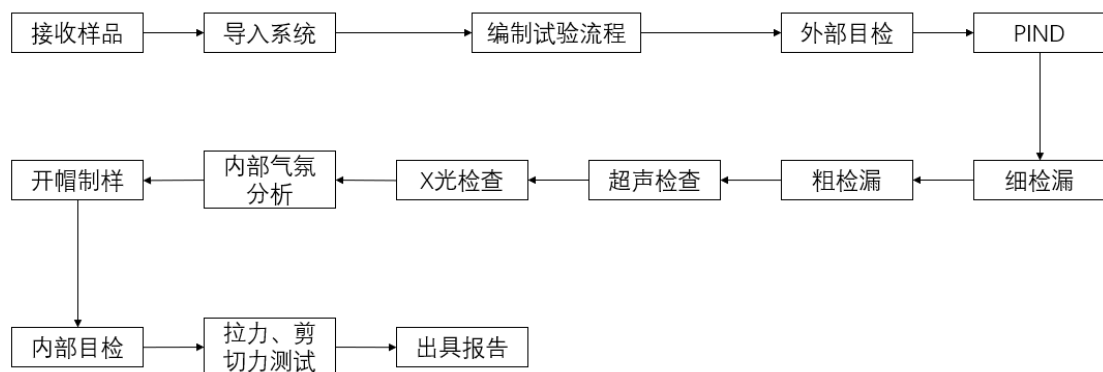 接收样品
导入系统
编制试验流程
外部目检
PIND
细检漏
粗检漏
超声检查
X光检查
内部气氛
分析
开帽制样
内部目检
拉力、剪
切力测试
出具报告